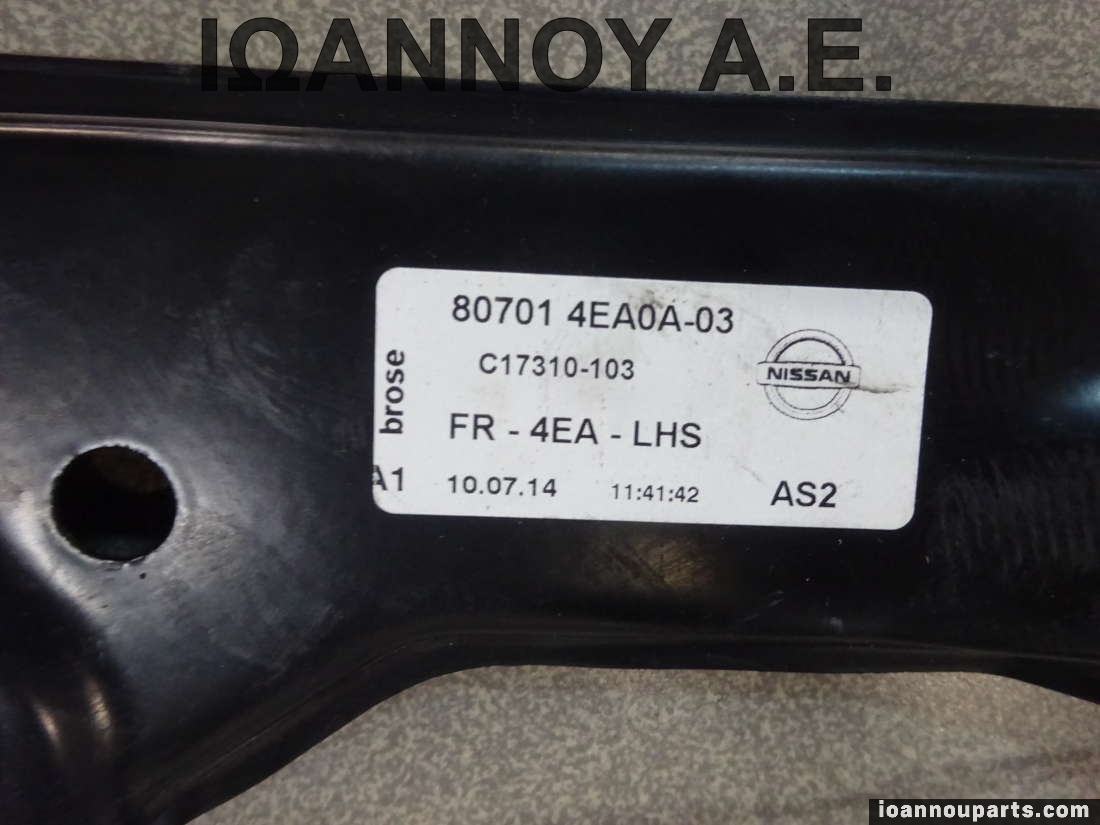 ΙΩΑΝΝΟΥ Α.Ε.
80701 4EA0A-03
C17310-103
NISSAN
brose
FR - 4EA - LHS
A1 10.07.14 11:41:42 AS2
ioannouparts.com